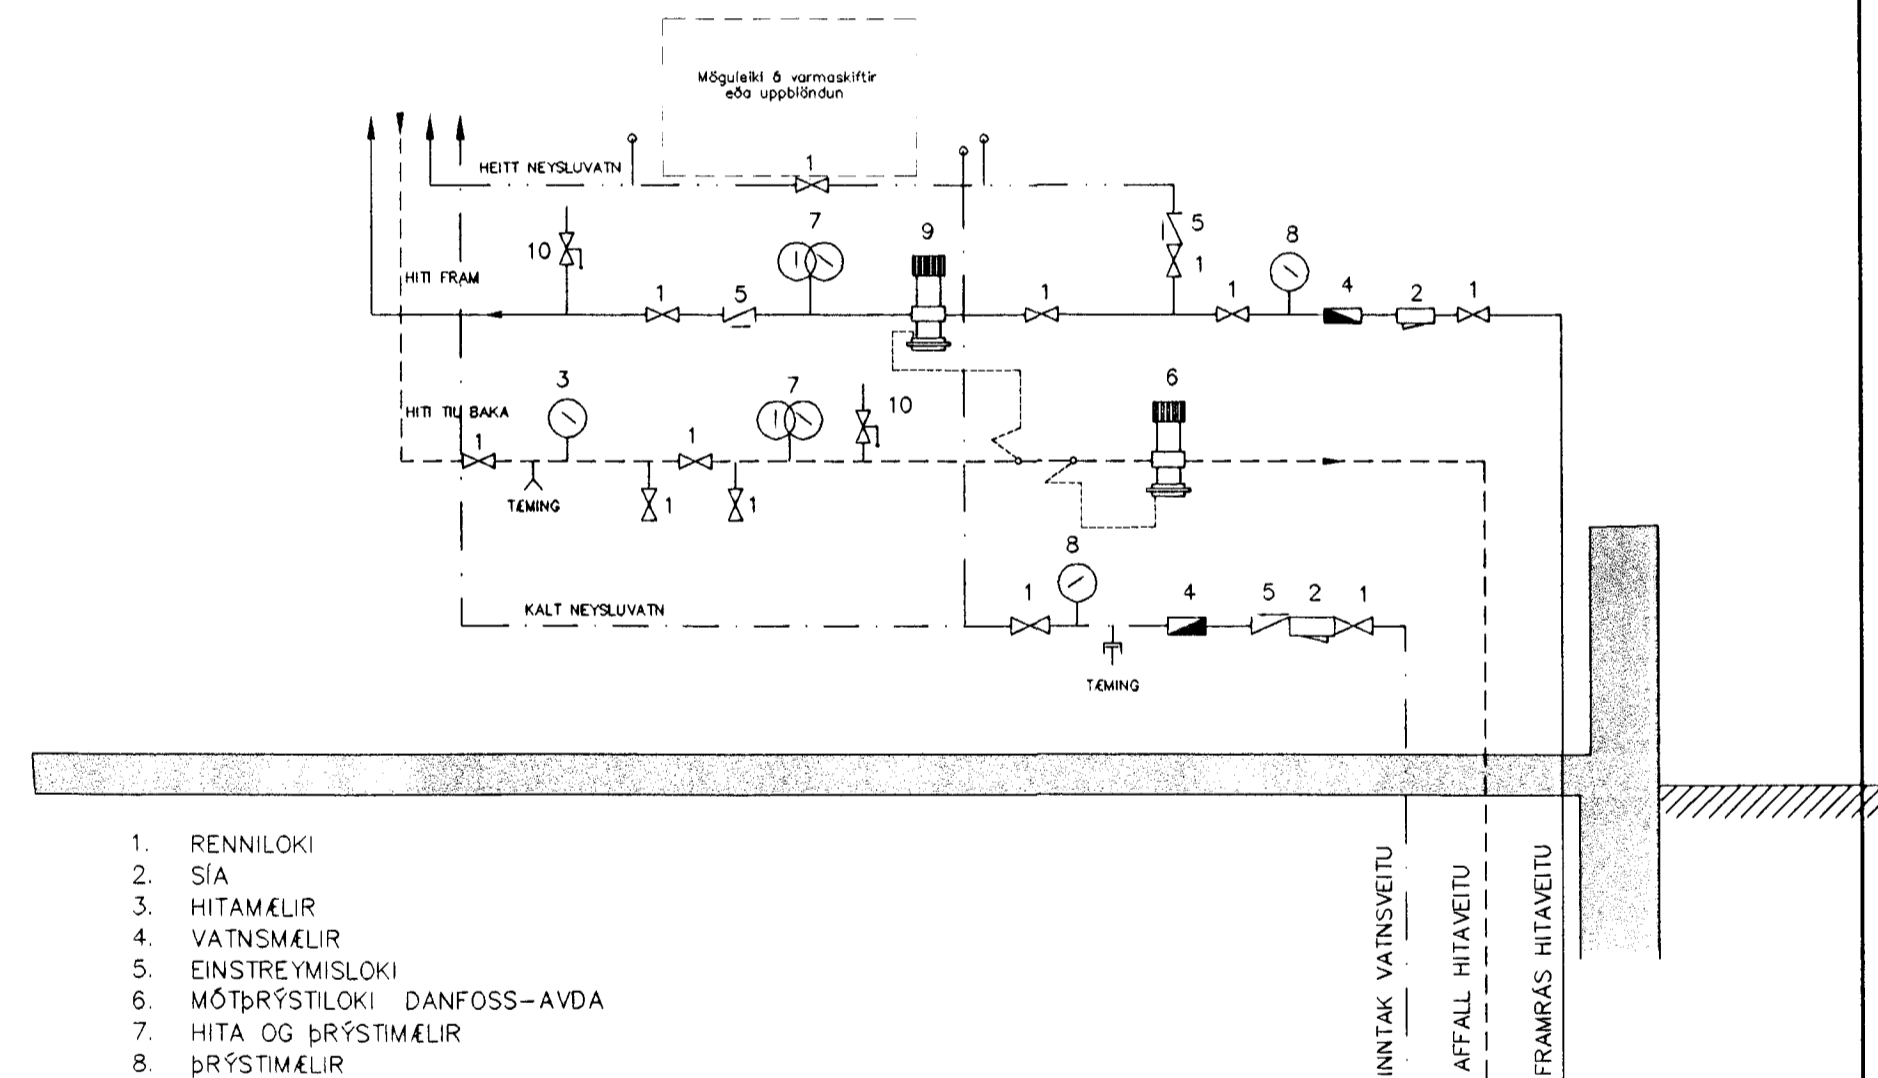 Möguleiki á varmaskiftir
eða uppblöndun
HEITT NEYSLUVATN
1
7
9
5
8
10
1
HITI FRAM
1
5
1
1
4
2
1
3
7
6
10
HITI TIL BAKA
1
1
TÆMING
1
1
8
1
4
5
2
1
KALT NEYSLUVATN
TÆMING
1. RENNILOKI
2. SÍA
3. HITAMÆLIR
4. VATNSMÆLIR
5. EINSTREYMISLOKI
6. MÓTÞRÝSTILOKI DANFOSS-AVDA
7. HITA OG ÞRÝSTIMÆLIR
8. ÞRÝSTIMÆLIR
INNTAK VATNSVEITU
AFFALL HITAVEITU
FRAMRÁS HITAVEITU